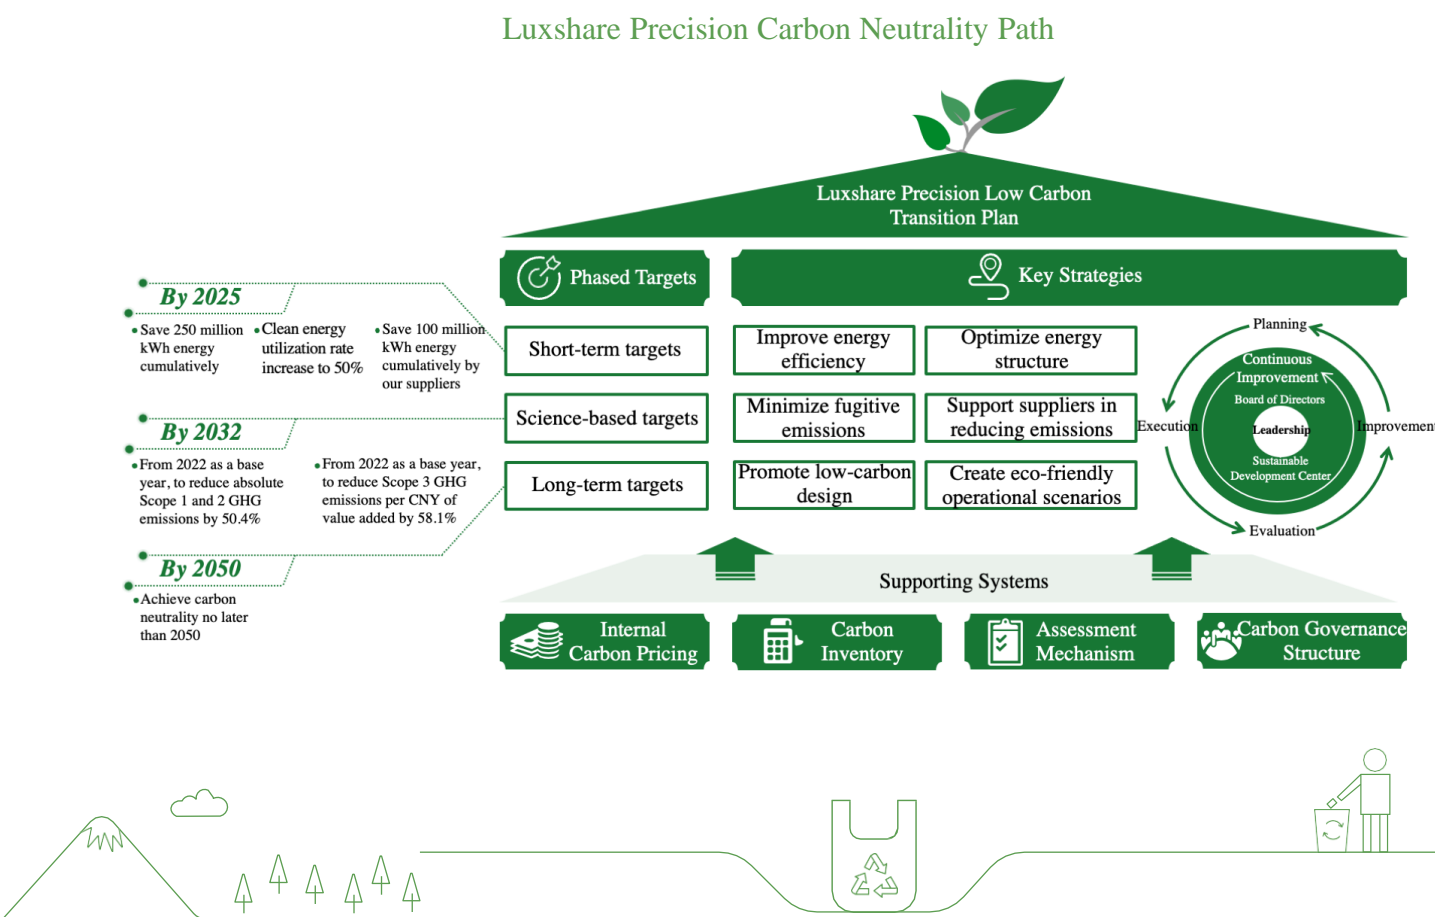 Luxshare Precision Carbon Neutrality Path
Luxshare Precision Low Carbon
Transition Plan
Phased Targets
Key Strategies
By 2025
Save 250 million
kWh energy
cumulatively
Clean energy
utilization rate
increase to 50%
Save 100 million
kWh energy
cumulatively by
our suppliers
By 2032
From 2022 as a base
year, to reduce absolute
Scope 1 and 2 GHG
emissions by 50.4%
From 2022 as a base year,
to reduce Scope 3 GHG
emissions per CNY of
value added by 58.1%
By 2050
Achieve carbon
neutrality no later
than 2050
Short-term targets
Science-based targets
Long-term targets
Improve energy
efficiency
Optimize energy
structure
Minimize fugitive
emissions
Support suppliers in
reducing emissions
Promote low-carbon
design
Create eco-friendly
operational scenarios
Planning
Continuous
Improvement
Board of Directors
Execution
Leadership
Improvement
Sustainable
Development Center
Evaluation
Supporting Systems
Internal
Carbon Pricing
Carbon
Inventory
Assessment
Mechanism
Carbon Governance
Structure